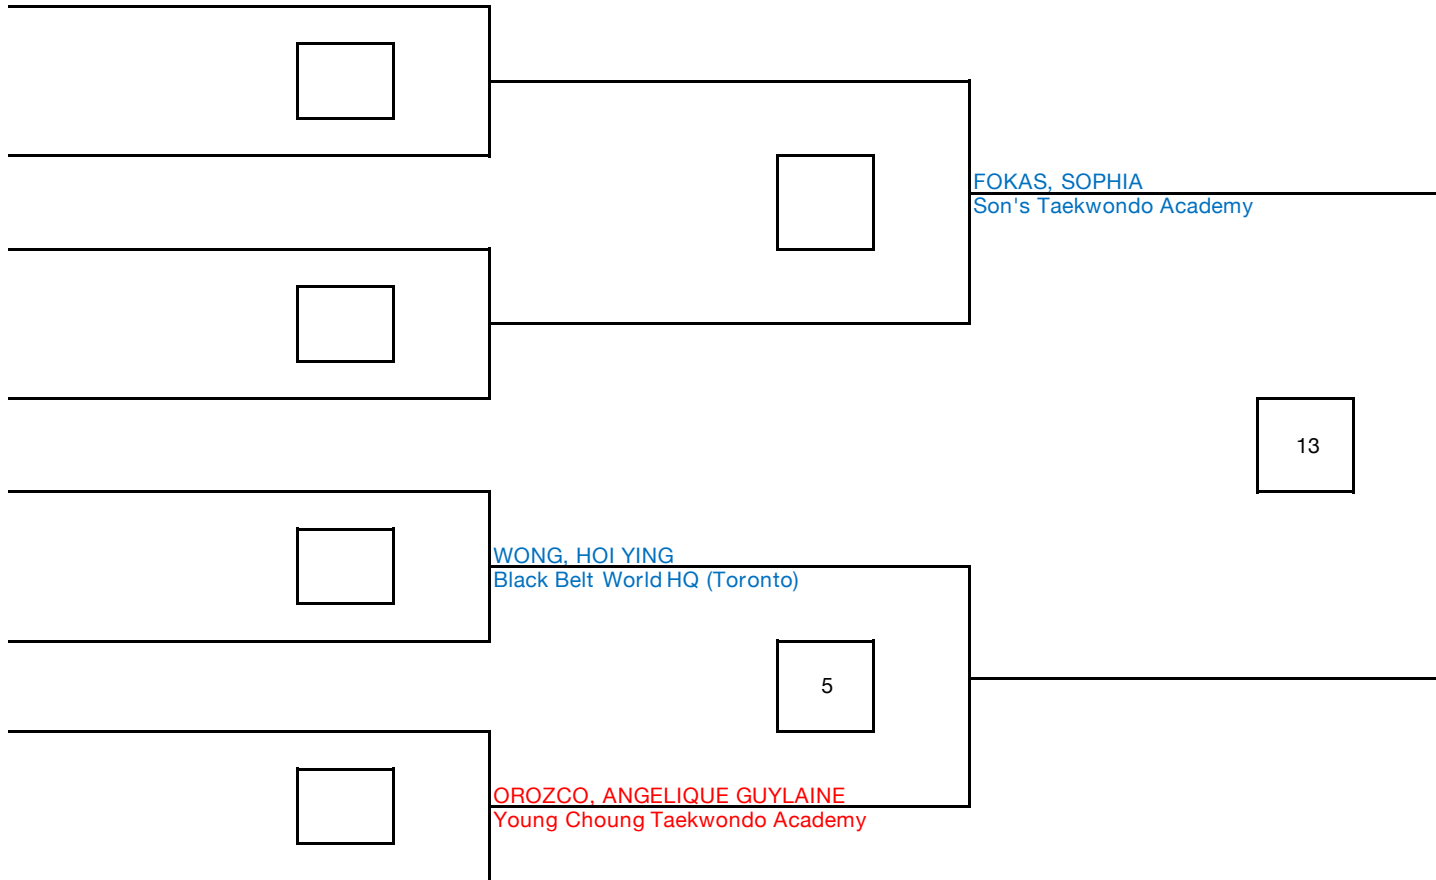 FOKAS, SOPHIA
Son's Taekwondo Academy
13
WONG, HOI YING
Black Belt World HQ (Toronto)
5
OROZCO, ANGELIQUE GUYLAINE
Young Choung Taekwondo Academy